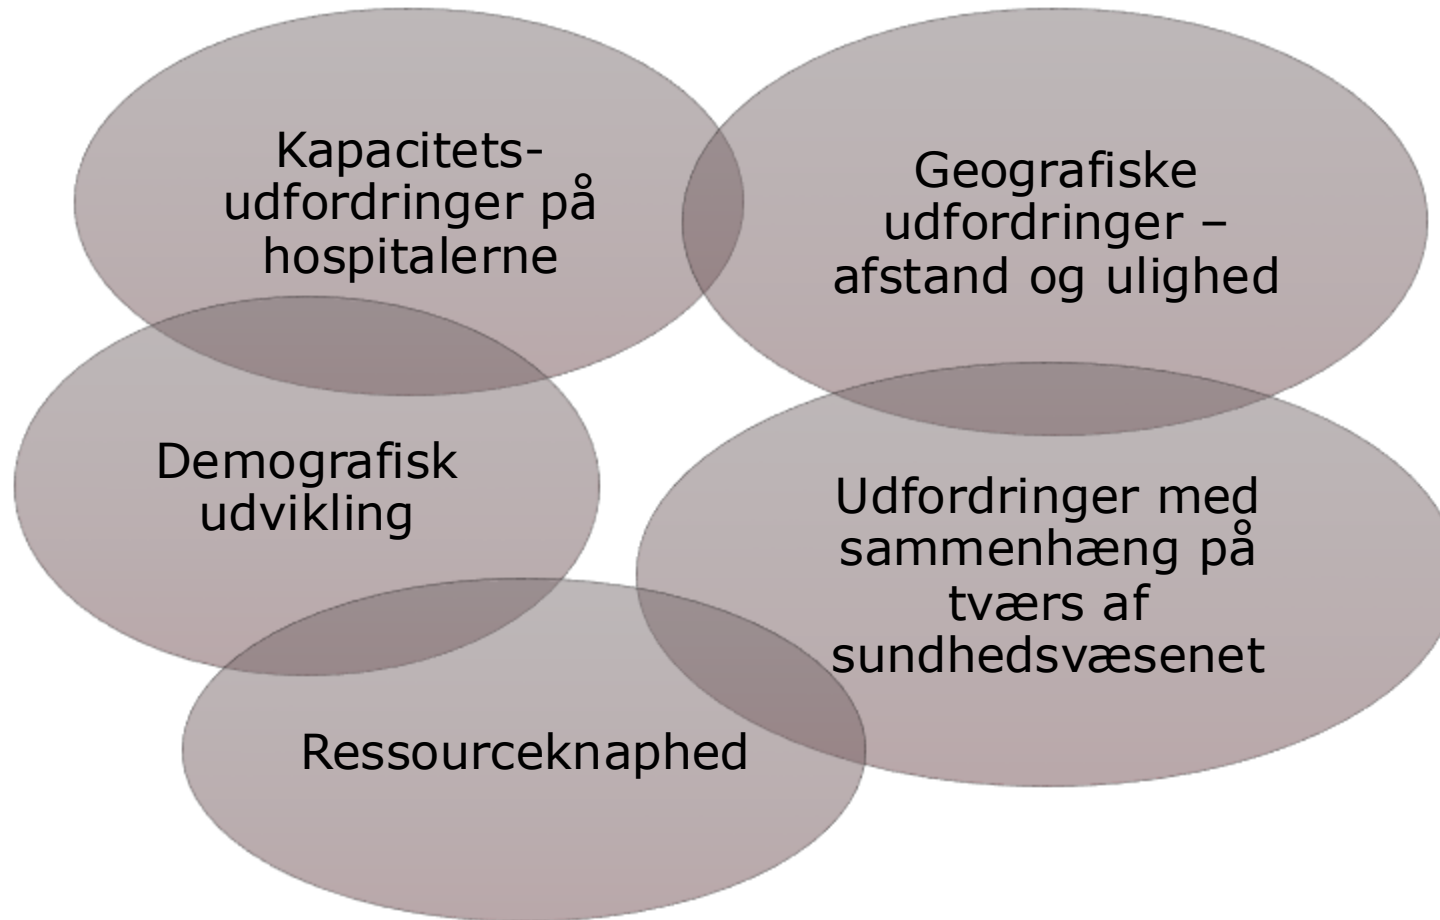 Kapacitets-
udfordringer på
hospitalerne
Geografiske
udfordringer –
afstand og ulighed
Demografisk
udvikling
Udfordringer med
sammenhæng på
tværs af
sundhedsvæsenet
Ressourceknaphed